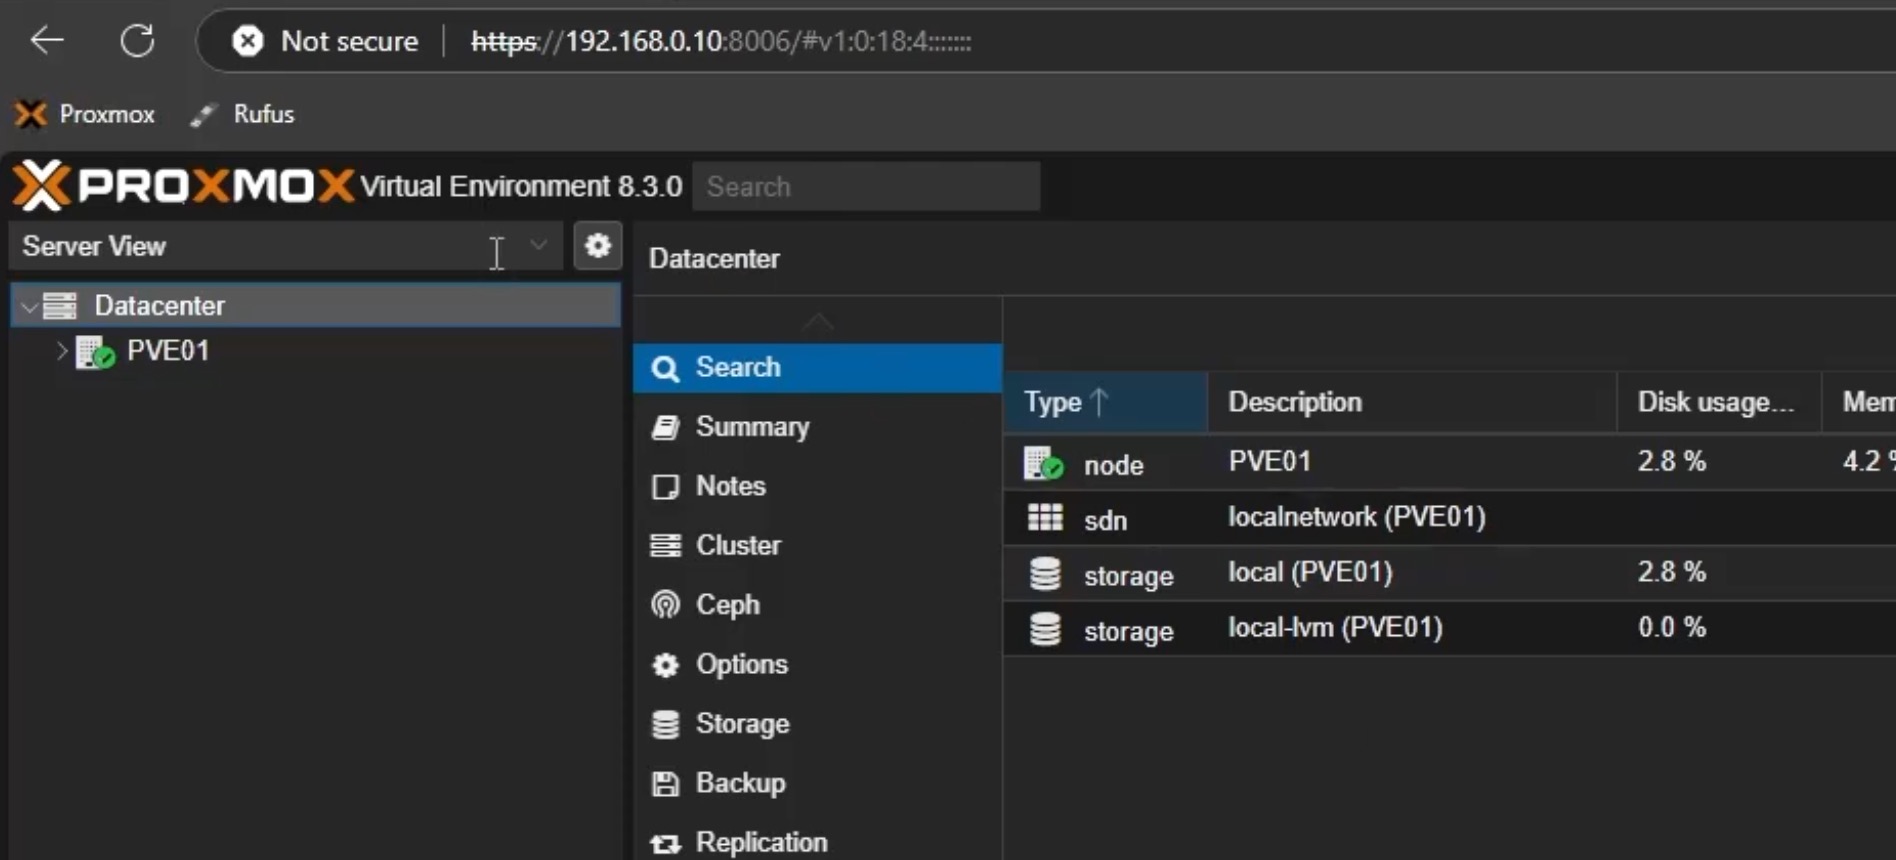 Not secure https://192.168.0.10:8006/#v1:0:18:4:::::::
Proxmox Rufus
PROXMOX Virtual Environment 8.3.0 Search
Server View
Datacenter
PVE01
Datacenter
Search
Summary
Notes
Cluster
Ceph
Options
Storage
Backup
Replication
Type ↑ Description Disk usage... Mem
node PVE01 2.8 % 4.2 %
sdn localnetwork (PVE01)
storage local (PVE01) 2.8 %
storage local-lvm (PVE01) 0.0 %